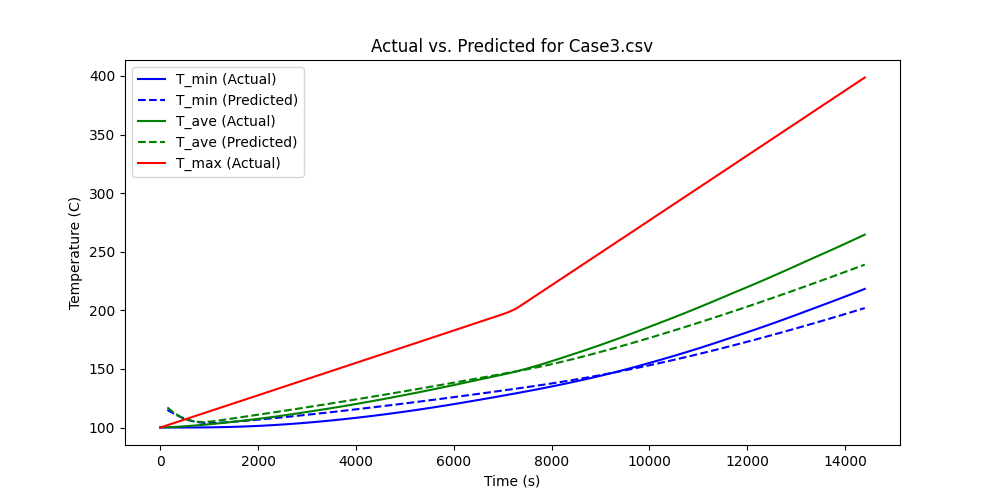 Actual vs. Predicted for Case3.csv
T_min (Actual)
T_min (Predicted)
T_ave (Actual)
T_ave (Predicted)
T_max (Actual)
400
350
300
250
200
150
100
Temperature (C)
0 2000 4000 6000 8000 10000 12000 14000
Time (s)